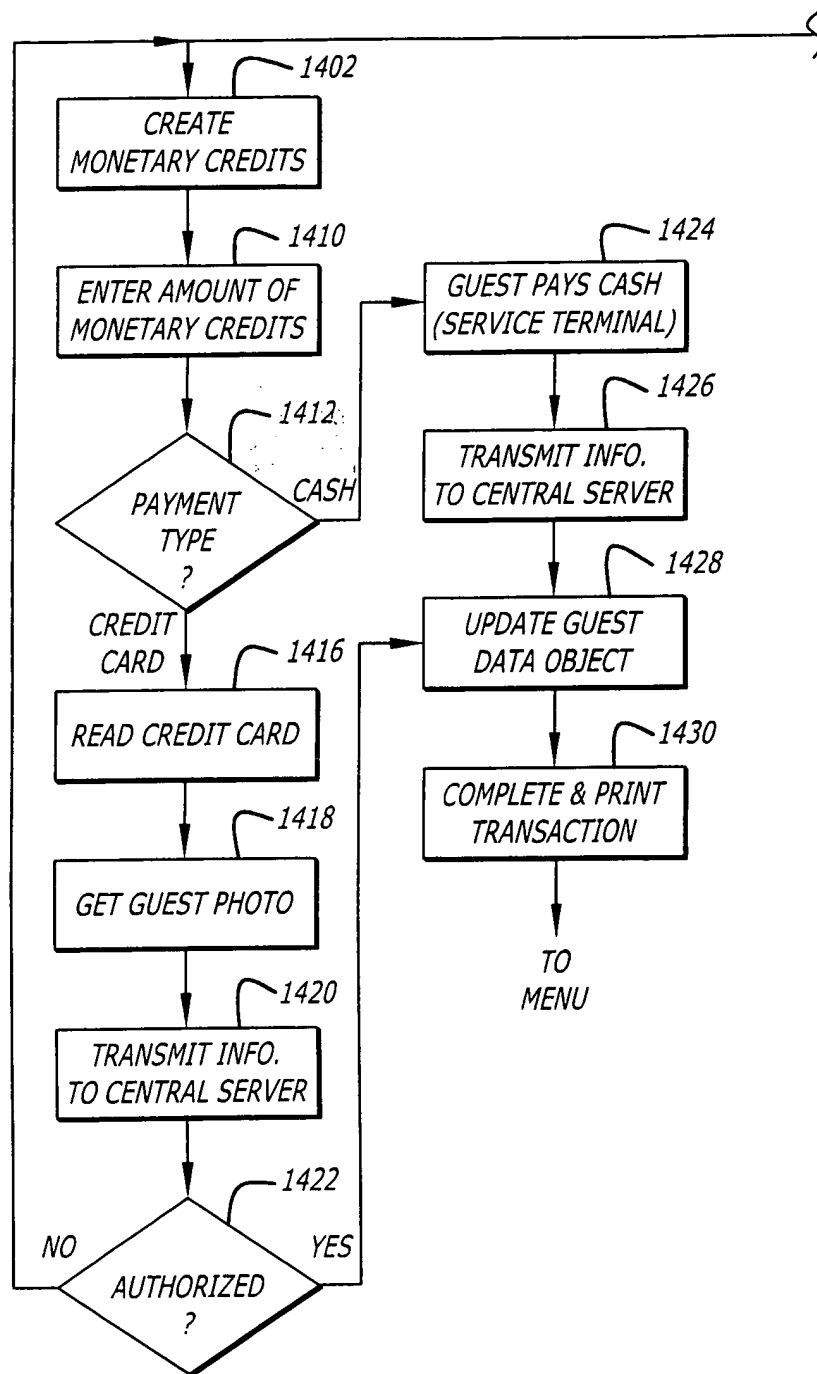 1402
CREATE
MONETARY CREDITS
1410
ENTER AMOUNT OF
MONETARY CREDITS
1412
PAYMENT
TYPE
?
CASH
CREDIT
CARD
1416
READ CREDIT CARD
1418
GET GUEST PHOTO
1420
TRANSMIT INFO.
TO CENTRAL SERVER
1422
NO
YES
AUTHORIZED
?
1424
GUEST PAYS CASH
(SERVICE TERMINAL)
1426
TRANSMIT INFO.
TO CENTRAL SERVER
1428
UPDATE GUEST
DATA OBJECT
1430
COMPLETE & PRINT
TRANSACTION
TO
MENU